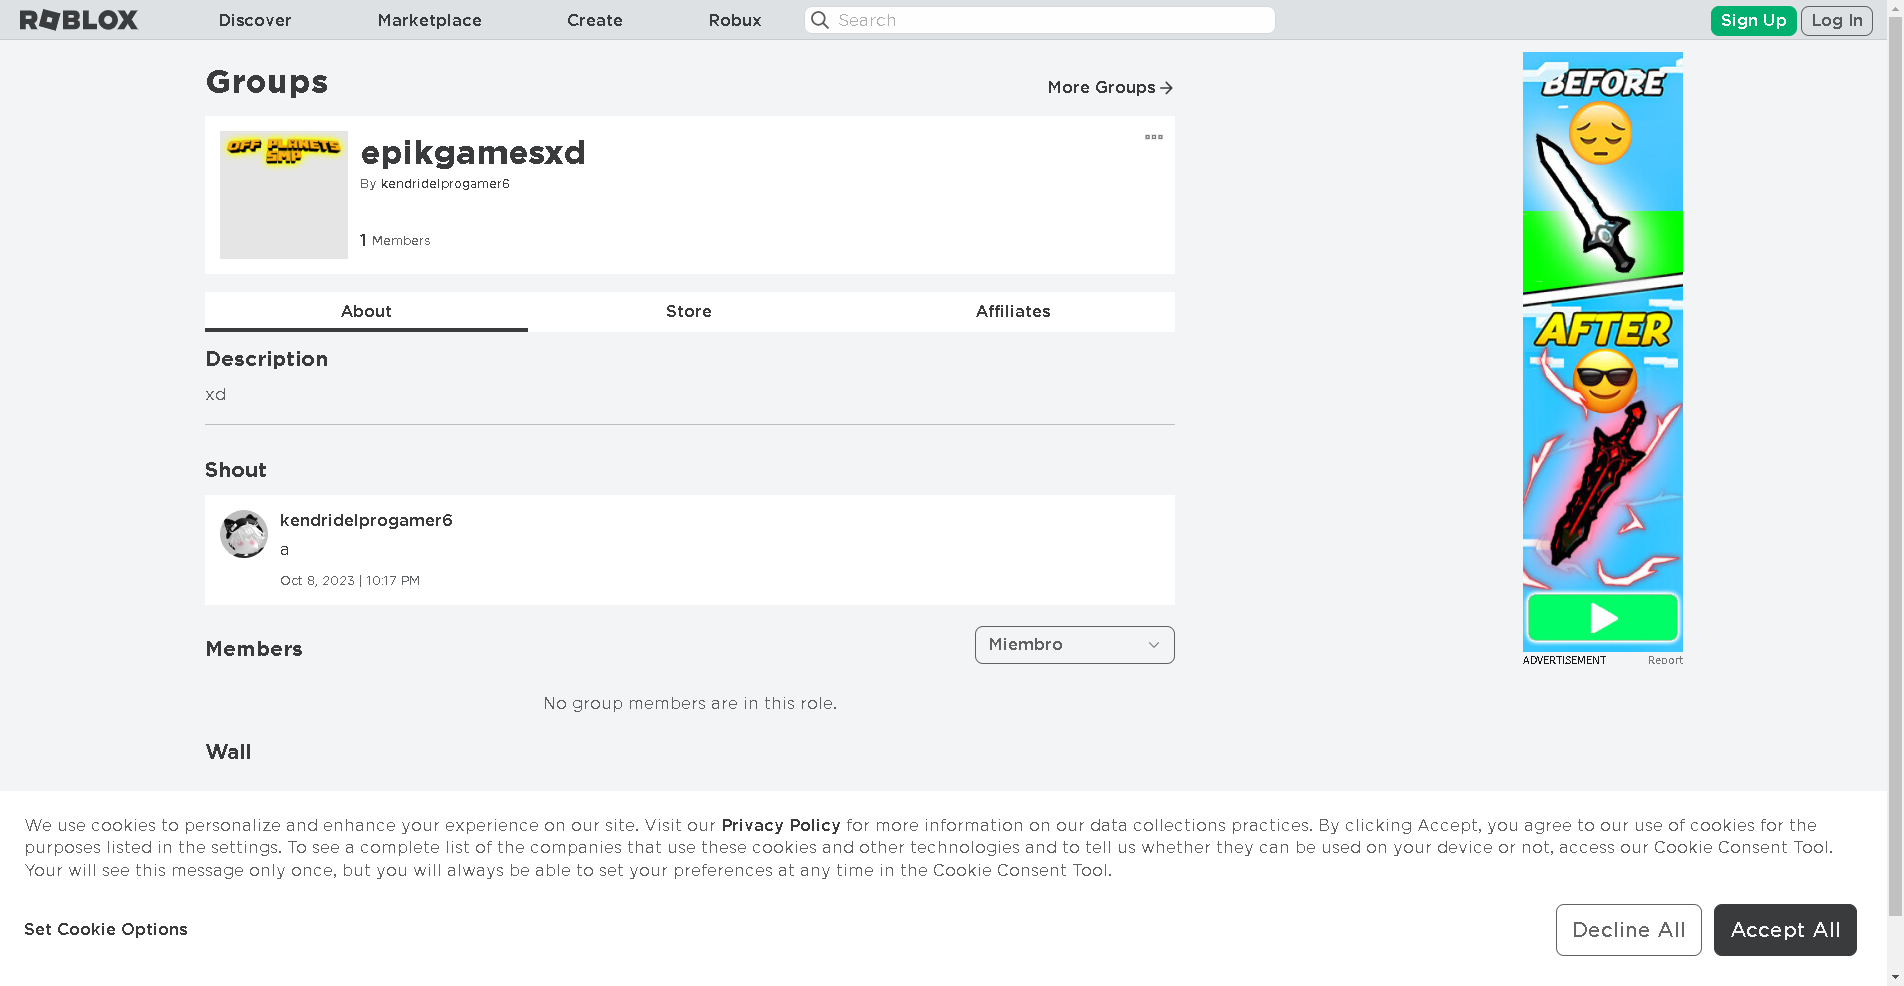 ROBLOX
Discover
Marketplace
Create
Robux
Search
Sign Up
Log In
Groups
More Groups
OFF PLANETS
SMP
epikgamesxd
By kendridelprogamer6
1 Members
About
Store
Affiliates
Description
xd
Shout
kendridelprogamer6
a
Oct 8, 2023 | 10:17 PM
Members
Miembro
No group members are in this role.
Wall
BEFORE
AFTER
ADVERTISEMENT
Report
We use cookies to personalize and enhance your experience on our site. Visit our Privacy Policy for more information on our data collections practices. By clicking Accept, you agree to our use of cookies for the
purposes listed in the settings. To see a complete list of the companies that use these cookies and other technologies and to tell us whether they can be used on your device or not, access our Cookie Consent Tool.
Your will see this message only once, but you will always be able to set your preferences at any time in the Cookie Consent Tool.
Set Cookie Options
Decline All
Accept All